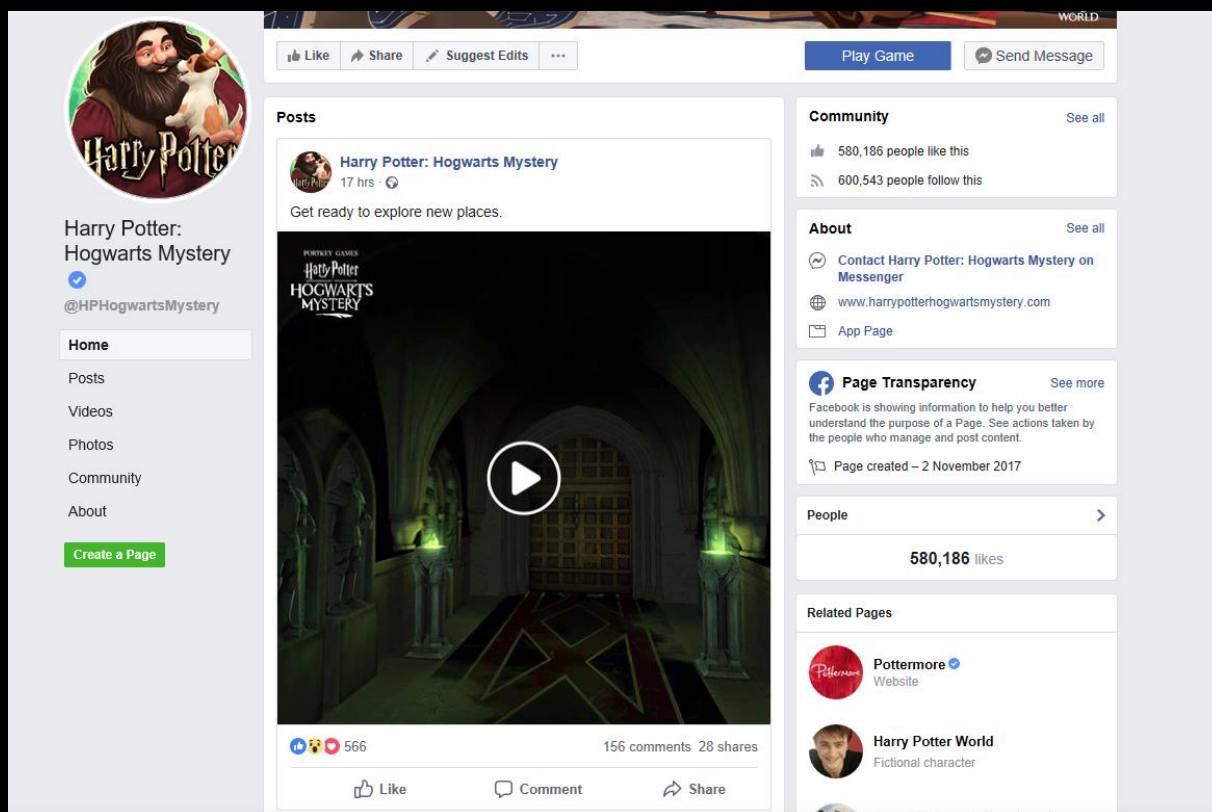 WORLD
Like
Share
Suggest Edits
Play Game
Send Message
Harry Potter
Harry Potter:
Hogwarts Mystery
@HPHogwartsMystery
Home
Posts
Videos
Photos
Community
About
Create a Page
Posts
Harry Potter: Hogwarts Mystery
17 hrs ·
Get ready to explore new places.
PORTKEY GAMES
Harry Potter
HOGWARTS
MYSTERY
566
156 comments 28 shares
Like
Comment
Share
Community
See all
580,186 people like this
600,543 people follow this
About
See all
Contact Harry Potter: Hogwarts Mystery on
Messenger
www.harrypotterhogwartsmystery.com
App Page
Page Transparency
See more
Facebook is showing information to help you better
understand the purpose of a Page. See actions taken by
the people who manage and post content.
Page created – 2 November 2017
People
580,186 likes
Related Pages
Pottermore
Pottermore
Website
Harry Potter World
Fictional character